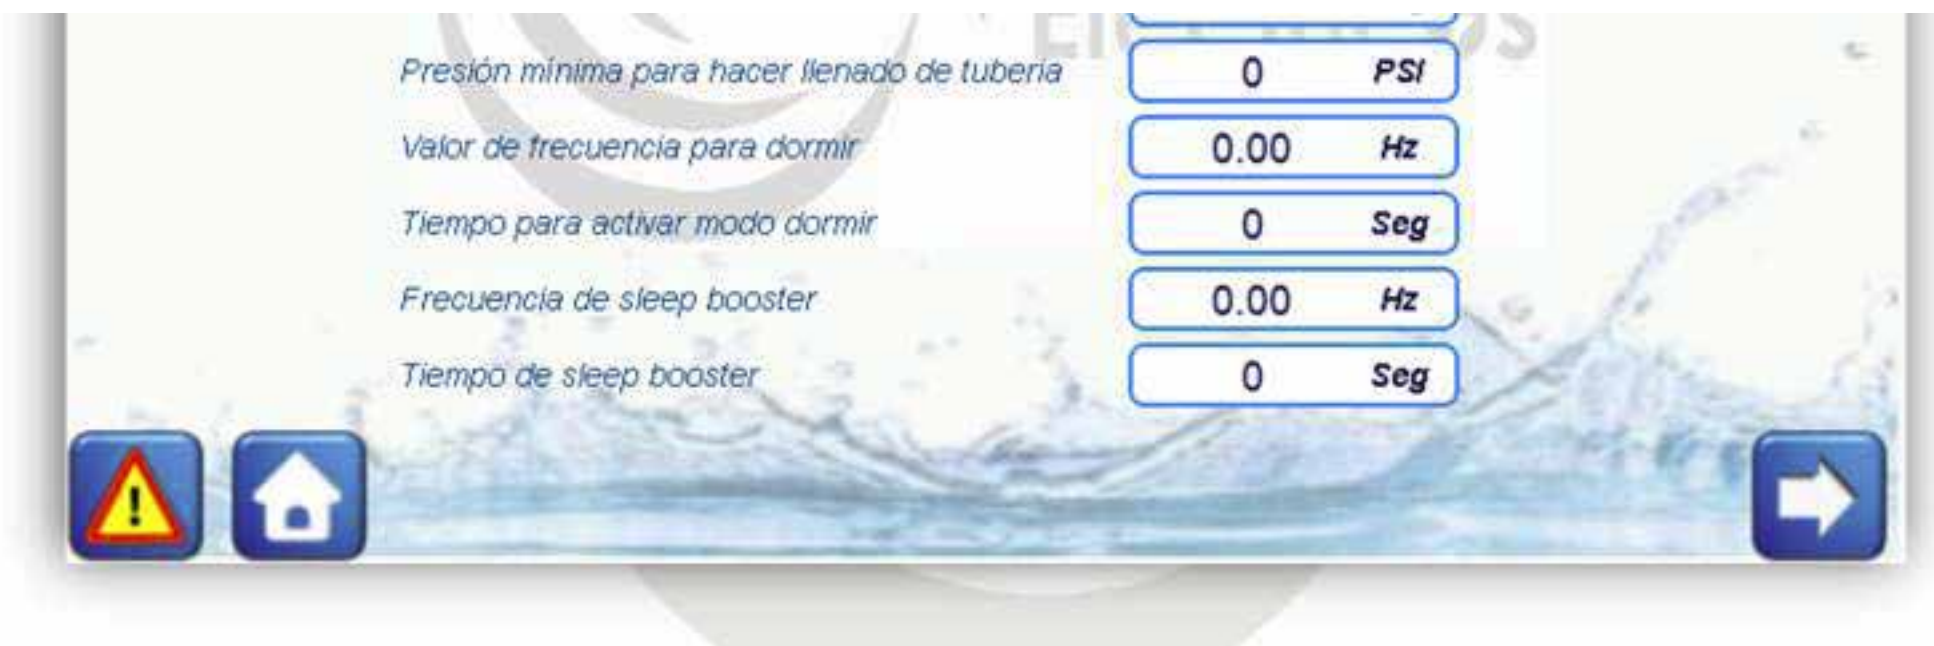 Presión mínima para hacer llenado de tuberia 0 PSI
Valor de frecuencia para dormir 0.00 Hz
Tiempo para activar modo dormir 0 Seg
Frecuencia de sleep booster 0.00 Hz
Tiempo de sleep booster 0 Seg